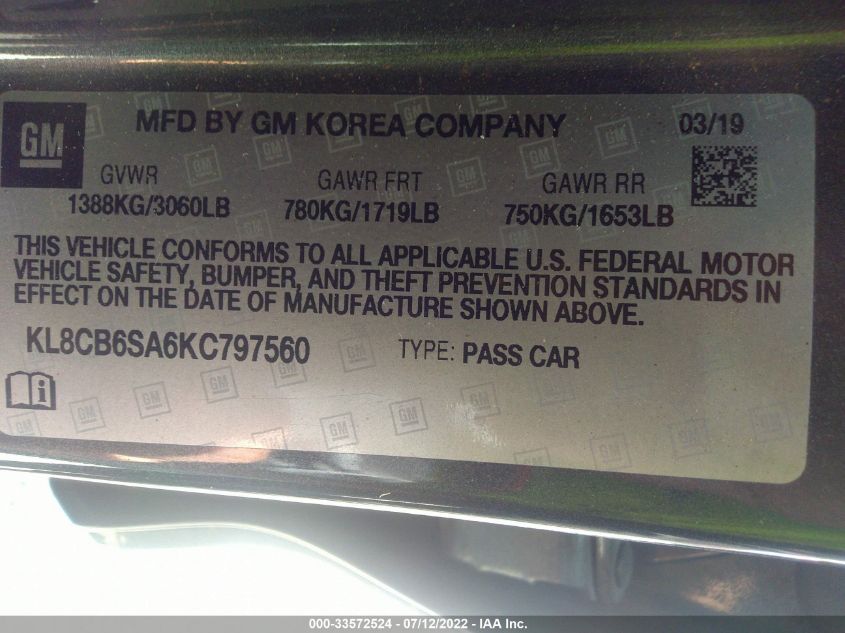 GM
MFD BY GM KOREA COMPANY 03/19
GVWR GAWR FRT GAWR RR
1388KG/3060LB 780KG/1719LB 750KG/1653LB
THIS VEHICLE CONFORMS TO ALL APPLICABLE U.S. FEDERAL MOTOR
VEHICLE SAFETY, BUMPER, AND THEFT PREVENTION STANDARDS IN
EFFECT ON THE DATE OF MANUFACTURE SHOWN ABOVE.
KL8CB6SA6KC797560 TYPE: PASS CAR
000-33572524 - 07/12/2022 - IAA Inc.